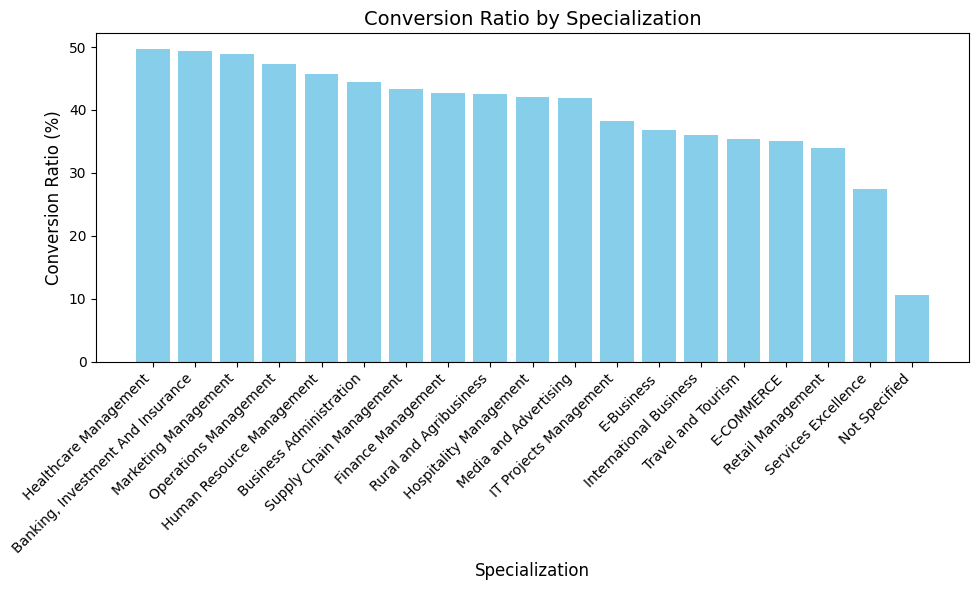 Conversion Ratio by Specialization
Conversion Ratio (%)
50
40
30
20
10
0
Healthcare Management
Banking, Investment And Insurance
Marketing Management
Operations Management
Human Resource Management
Business Administration
Supply Chain Management
Finance Management
Rural and Agribusiness
Hospitality Management
Media and Advertising
IT Projects Management
E-Business
International Business
Travel and Tourism
E-COMMERCE
Retail Management
Services Excellence
Not Specified
Specialization